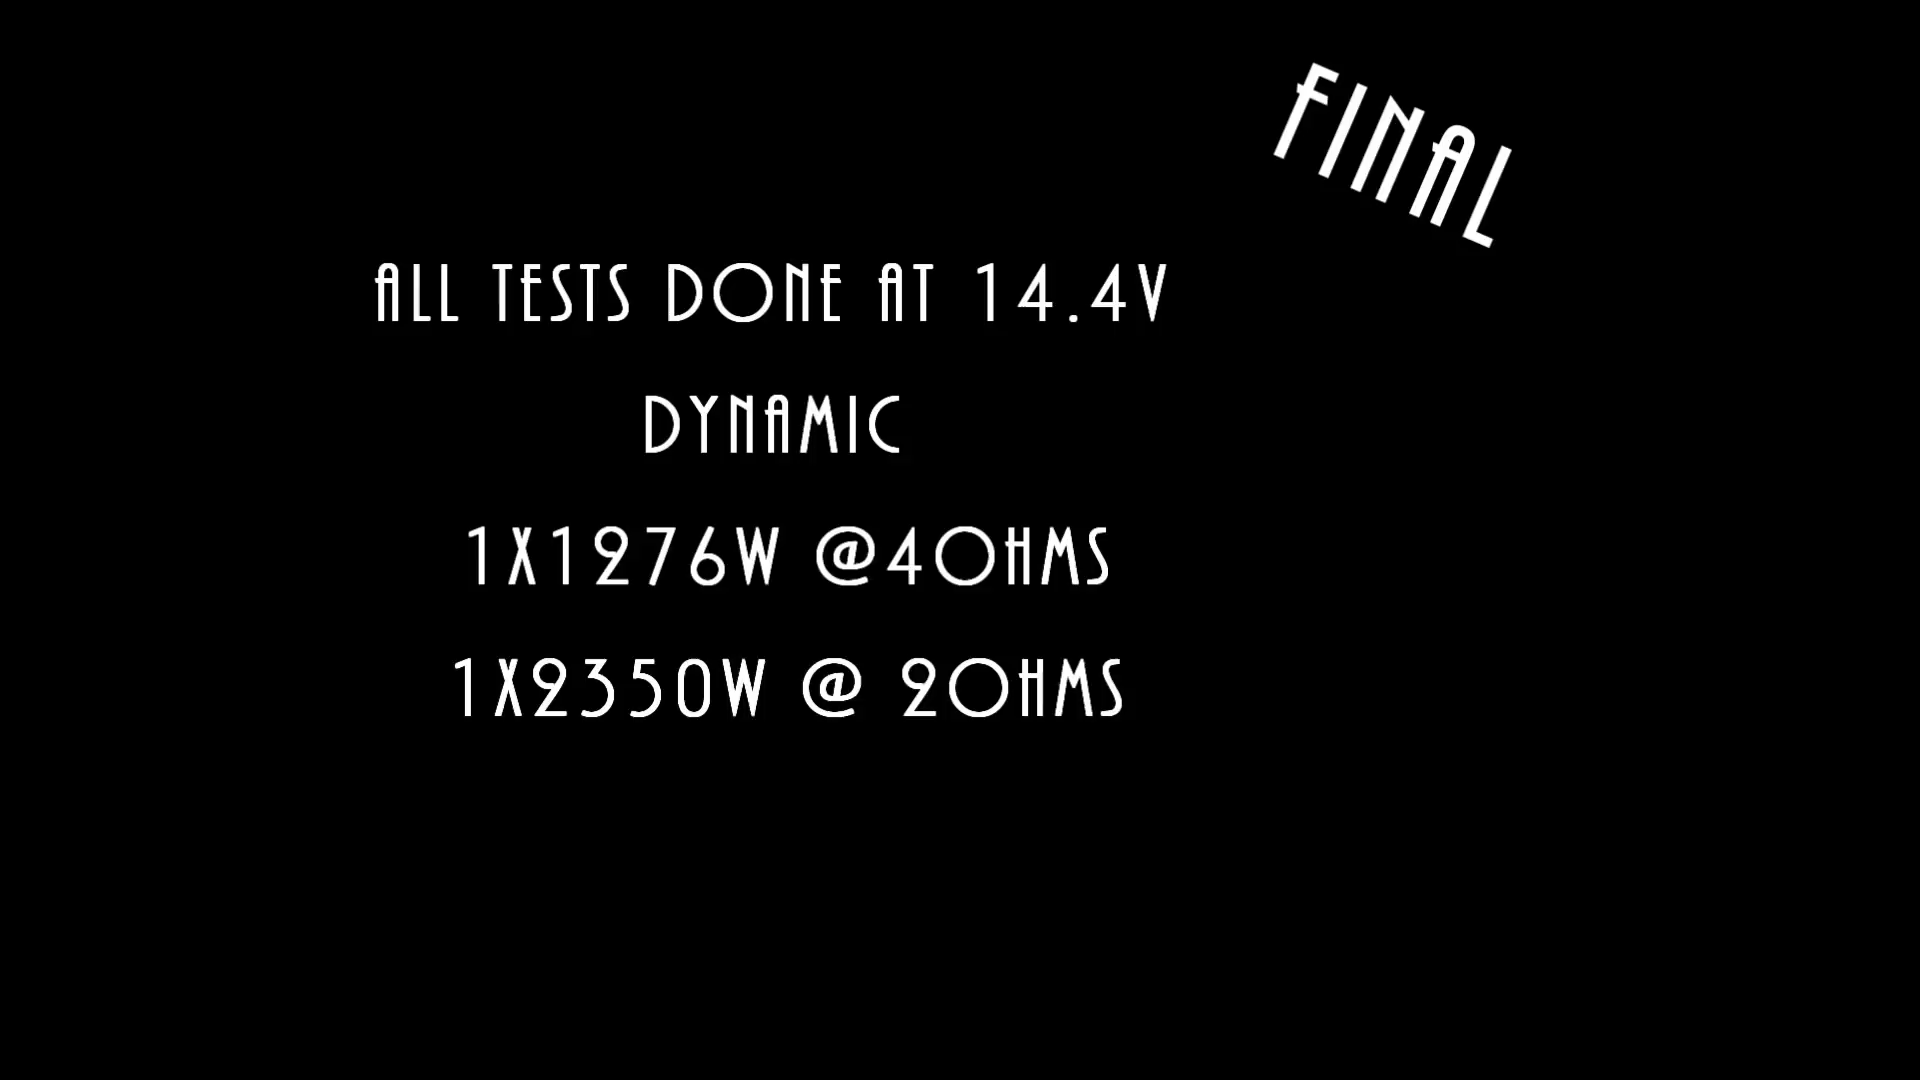 FINAL
ALL TESTS DONE AT 14.4V
DYNAMIC
1X1276W @4OHMS
1X2350W @ 2OHMS